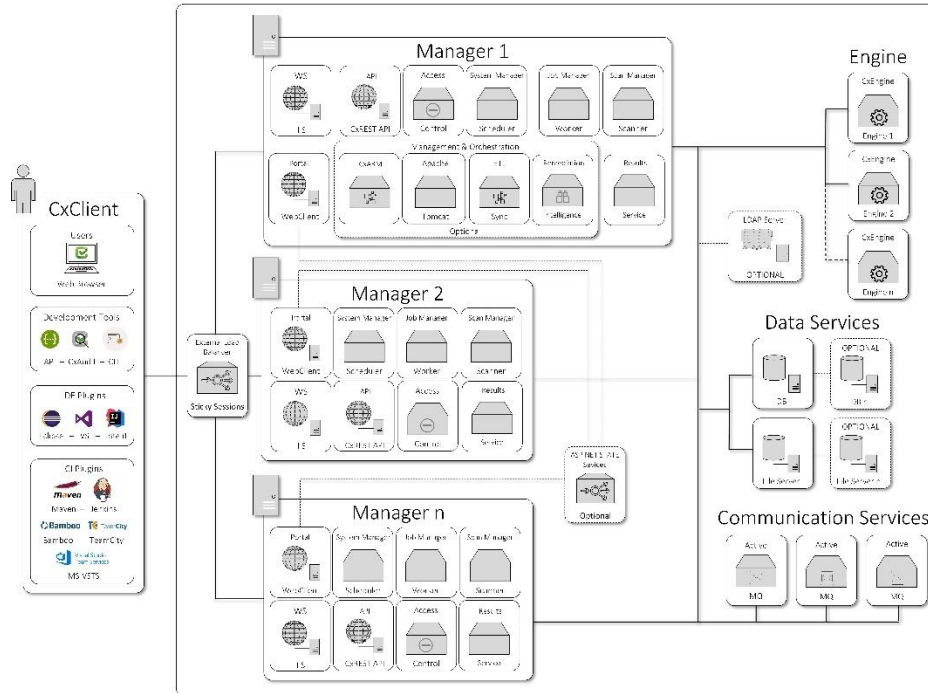 Manager 1
WS
API
Access
System Manager
Job Manager
Scan Manager
IIS
CxREST API
Control
Scheduler
Worker
Scanner
Management & Orchestration
Portal
CxARM
Apache
ETL
Remediation
Results
WebClient
Tomcat
Sync
Intelligence
Service
Optional
CxClient
Users
Web Browser
Development Tools
API – CxAudit – CLI
IDE Plugins
Eclipse – VS – IntelliJ
CI Plugins
maven
Maven – Jenkins
Bamboo
TeamCity
Bamboo
TeamCity
Visual Studio
Team Services
MS VSTS
External Load
Balancer
Sticky Sessions
Manager 2
Portal
System Manager
Job Manager
Scan Manager
WebClient
Scheduler
Worker
Scanner
WS
API
Access
Results
IIS
CxREST API
Control
Service
ASP.NET STATE
Services
Optional
Manager n
Portal
System Manager
Job Manager
Scan Manager
WebClient
Scheduler
Worker
Scanner
WS
API
Access
Results
IIS
CxREST API
Control
Service
Engine
CxEngine
Engine 1
CxEngine
Engine 2
CxEngine
Engine n
LDAP Server
OPTIONAL
Data Services
OPTIONAL
DB
DB n
OPTIONAL
File Server
File Server n
Communication Services
Active
Active
Active
MQ
MQ
MQ